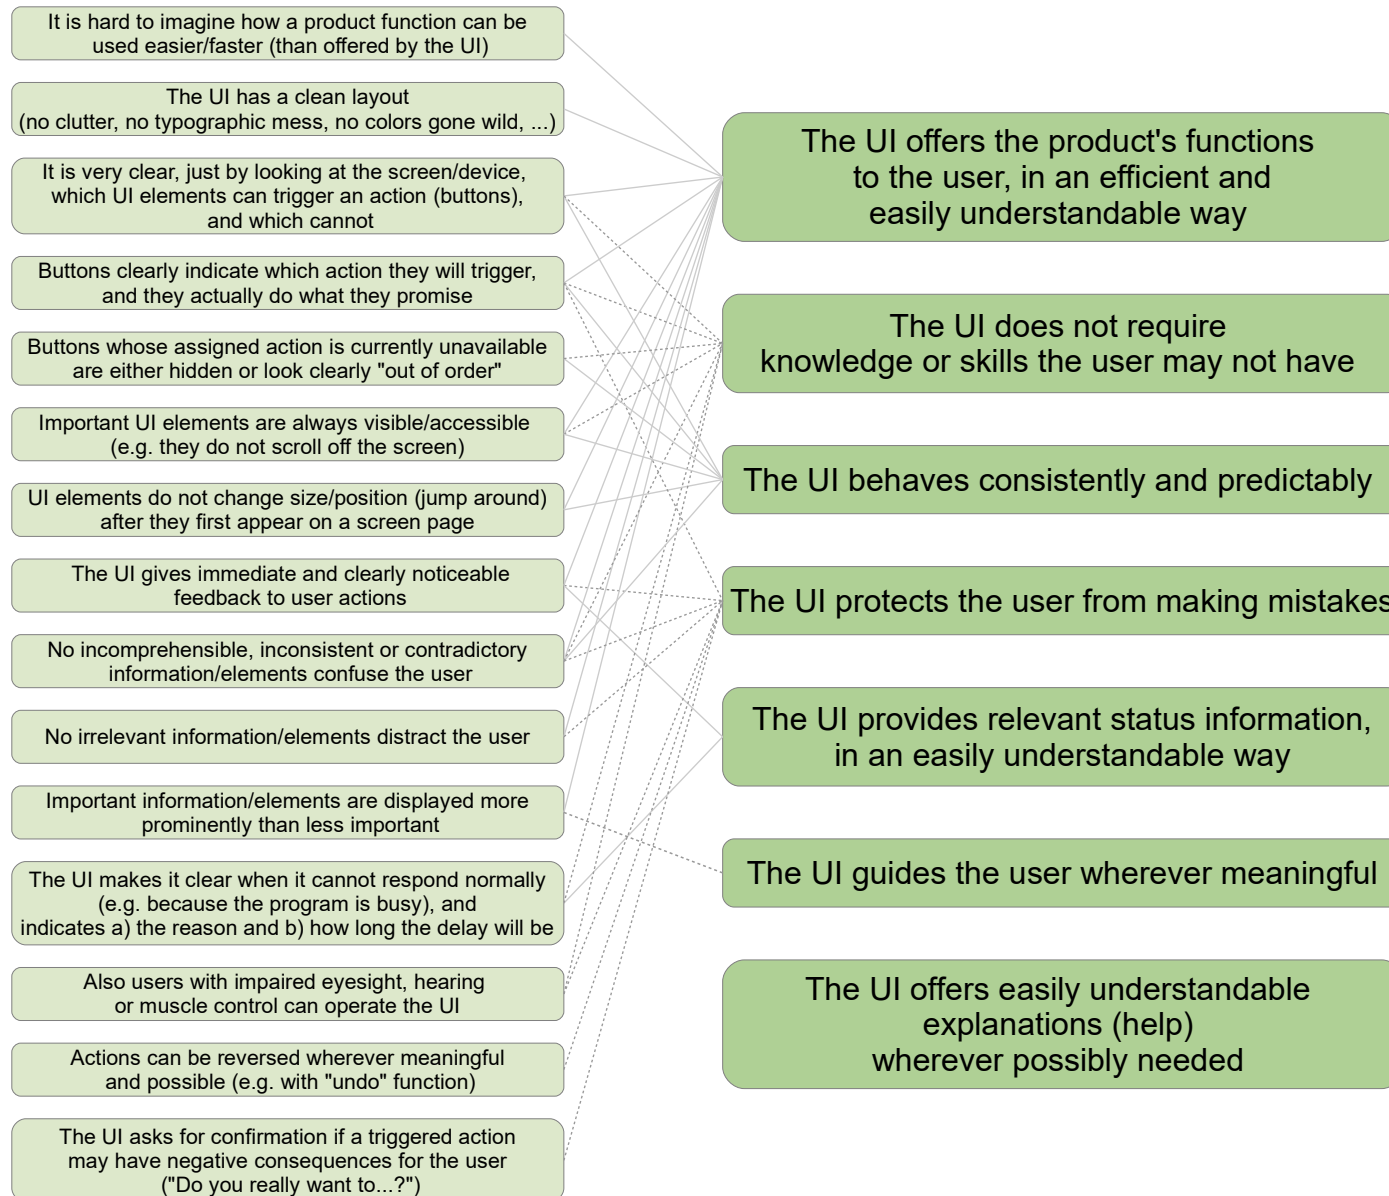 It is hard to imagine how a product function can be
used easier/faster (than offered by the UI)
The UI has a clean layout
(no clutter, no typographic mess, no colors gone wild, ...)
It is very clear, just by looking at the screen/device,
which UI elements can trigger an action (buttons),
and which cannot
Buttons clearly indicate which action they will trigger,
and they actually do what they promise
Buttons whose assigned action is currently unavailable
are either hidden or look clearly "out of order"
Important UI elements are always visible/accessible
(e.g. they do not scroll off the screen)
UI elements do not change size/position (jump around)
after they first appear on a screen page
The UI gives immediate and clearly noticeable
feedback to user actions
No incomprehensible, inconsistent or contradictory
information/elements confuse the user
No irrelevant information/elements distract the user
Important information/elements are displayed more
prominently than less important
The UI makes it clear when it cannot respond normally
(e.g. because the program is busy), and
indicates a) the reason and b) how long the delay will be
Also users with impaired eyesight, hearing
or muscle control can operate the UI
Actions can be reversed wherever meaningful
and possible (e.g. with "undo" function)
The UI asks for confirmation if a triggered action
may have negative consequences for the user
("Do you really want to...?")
The UI offers the product's functions
to the user, in an efficient and
easily understandable way
The UI does not require
knowledge or skills the user may not have
The UI behaves consistently and predictably
The UI protects the user from making mistakes
The UI provides relevant status information,
in an easily understandable way
The UI guides the user wherever meaningful
The UI offers easily understandable
explanations (help)
wherever possibly needed